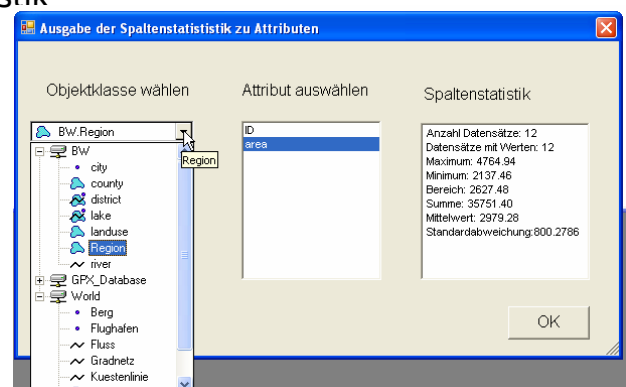 stik
Ausgabe der Spaltenstatististik zu Attributen
Objektklasse wählen
Attribut auswählen
Spaltenstatistik
BW.Region
Region
BW
city
county
district
lake
landuse
Region
river
GPX_Database
World
Berg
Flughafen
Fluss
Gradnetz
Kuestenlinie
ID
area
Anzahl Datensätze: 12
Datensätze mit Werten: 12
Maximum: 4764.94
Minimum: 2137.46
Bereich: 2627.48
Summe: 35751.40
Mittelwert: 2979.28
Standardabweichung:800.2786
OK